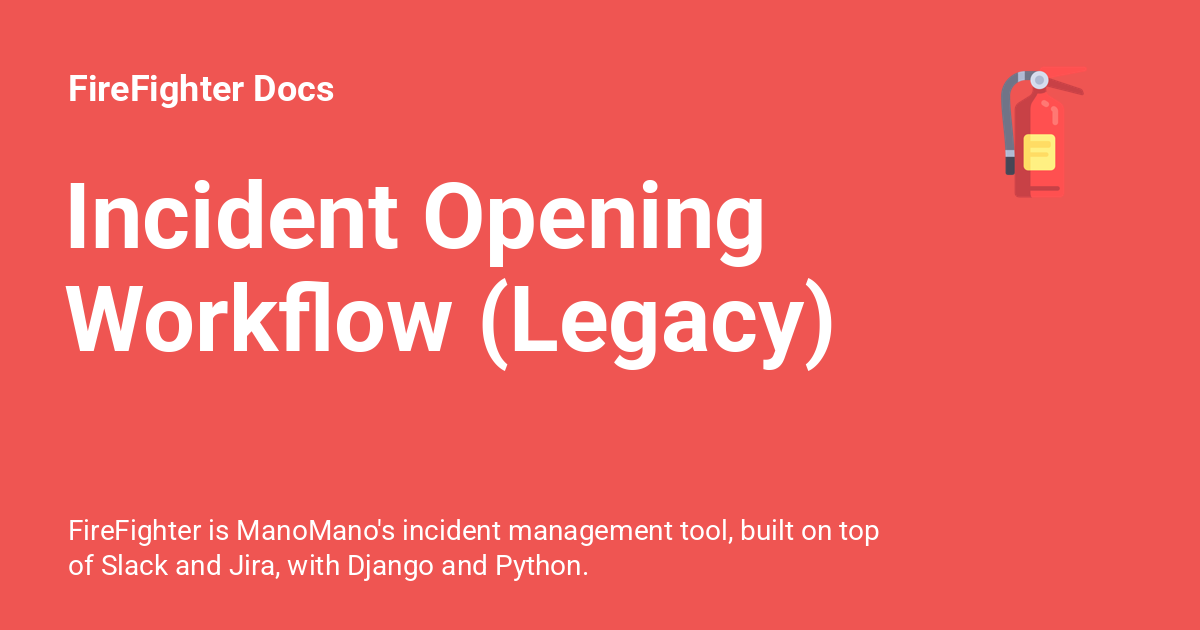 FireFighter Docs
Incident Opening
Workflow (Legacy)
FireFighter is ManoMano's incident management tool, built on top
of Slack and Jira, with Django and Python.